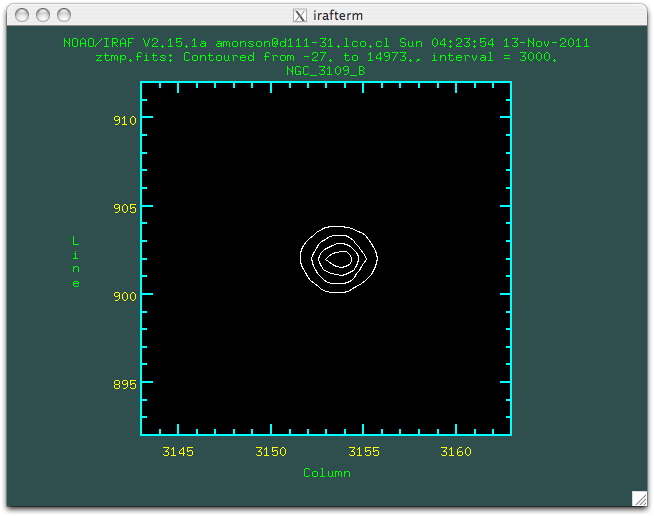 irafterm
NOAO/IRAF V2.15.1a amonson@d111-31.lco.cl Sun 04:23:54 13-Nov-2011
ztmp.fits: Contoured from -27. to 14973., interval = 3000.
NGC_3109_B
910
905
Line
900
895
3145 3150 3155 3160
Column